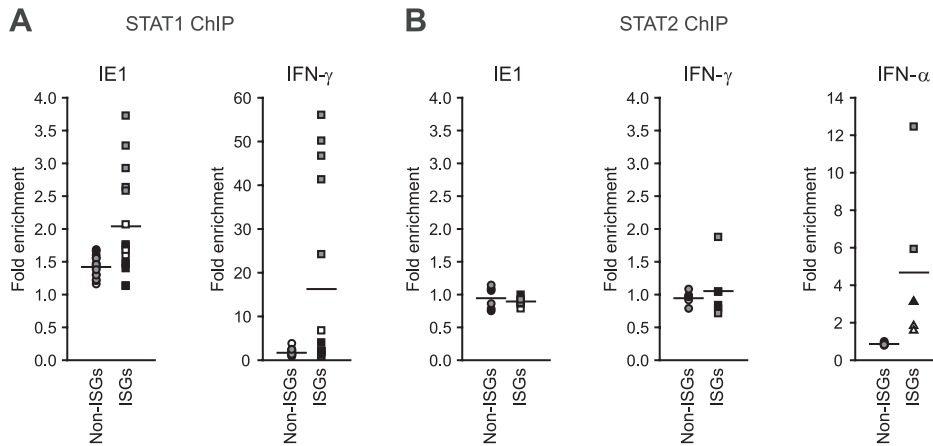 A
STAT1 ChIP
B
STAT2 ChIP
IE1
Fold enrichment
4.0
3.5
3.0
2.5
2.0
1.5
1.0
0.5
0.0
Non-ISGs
ISGs
IFN-γ
Fold enrichment
60
50
40
30
20
10
0
Non-ISGs
ISGs
IE1
Fold enrichment
4.0
3.5
3.0
2.5
2.0
1.5
1.0
0.5
0.0
Non-ISGs
ISGs
IFN-γ
Fold enrichment
4.0
3.5
3.0
2.5
2.0
1.5
1.0
0.5
0.0
Non-ISGs
ISGs
IFN-α
Fold enrichment
14
12
10
8
6
4
2
0
Non-ISGs
ISGs